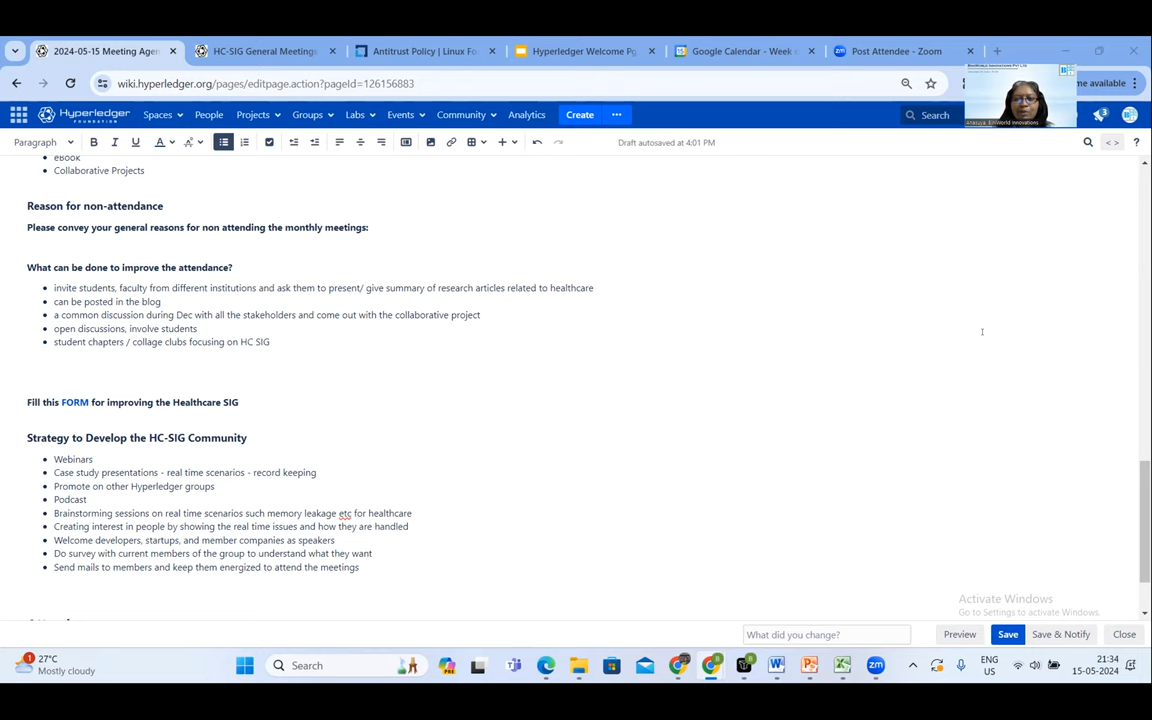 2024-05-15 Meeting Agen
HC-SIG General Meetings
Antitrust Policy | Linux Fo
Hyperledger Welcome Pg
Google Calendar - Week
Post Attendee - Zoom
wiki.hyperledger.org/pages/editpage.action?pageId=126156883
me available
HYPERLEDGER
FOUNDATION
Spaces
People
Projects
Groups
Labs
Events
Community
Analytics
Create
Search
3
Paragraph
B
I
U
A
Draft autosaved at 4:01 PM
< >
?
eBook
Collaborative Projects
Reason for non-attendance
Please convey your general reasons for non attending the monthly meetings:
What can be done to improve the attendance?
invite students, faculty from different institutions and ask them to present/ give summary of research articles related to healthcare
can be posted in the blog
a common discussion during Dec with all the stakeholders and come out with the collaborative project
open discussions, involve students
student chapters / collage clubs focusing on HC SIG
Fill this FORM for improving the Healthcare SIG
Strategy to Develop the HC-SIG Community
Webinars
Case study presentations - real time scenarios - record keeping
Promote on other Hyperledger groups
Podcast
Brainstorming sessions on real time scenarios such memory leakage etc for healthcare
Creating interest in people by showing the real time issues and how they are handled
Welcome developers, startups, and member companies as speakers
Do survey with current members of the group to understand what they want
Send mails to members and keep them energized to attend the meetings
Activate Windows
Go to Settings to activate Windows.
What did you change?
Preview
Save
Save & Notify
Close
1
27°C
Mostly cloudy
Search
ENG
US
21:34
15-05-2024